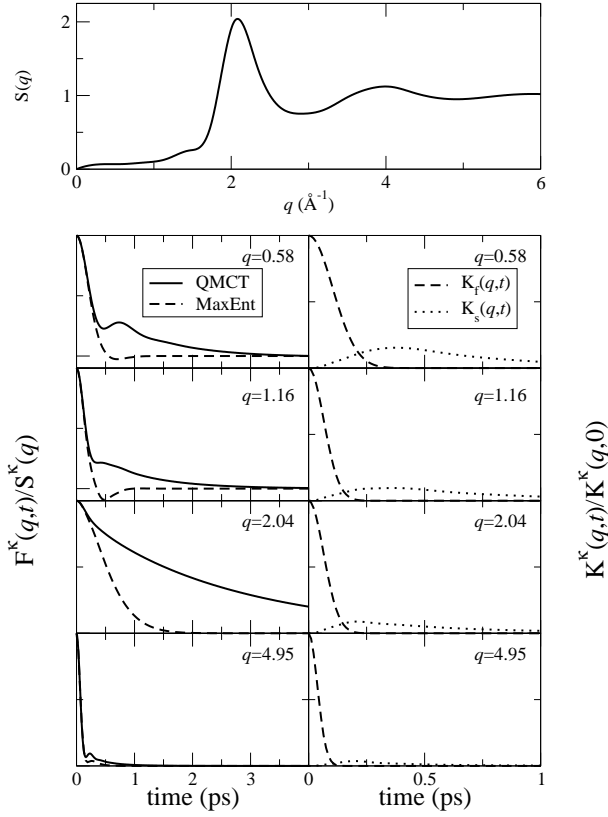 2
1
0
S(q)
0
2
4
6
q (Å⁻¹)
q=0.58
QMCT
MaxEnt
q=0.58
K_f(q,t)
K_s(q,t)
q=1.16
q=1.16
q=2.04
q=2.04
q=4.95
q=4.95
F^κ(q,t)/S^κ(q)
K^κ(q,t)/K^κ(q,0)
0
1
2
3
0
0.5
1
time (ps)
time (ps)